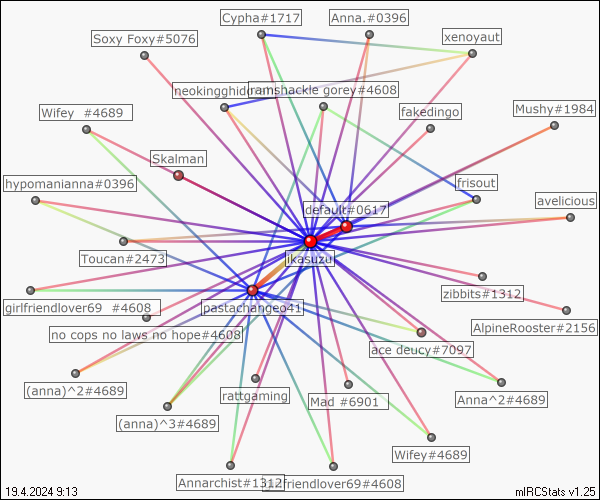 Cypha#1717
Anna.#0396
xenoyaut
Soxy Foxy#5076
ramshackle gorey#4608
fakedingo
Mushy#1984
Wifey  #4689
Skalman
hypomanianna#0396
frisout
avelicious
default#0617
Toucan#2473
ikasuzu
zibbits#1312
girlfriendlover69  #4608
pastachangeo41
AlpineRooster#2156
no cops no laws no hope#4608
ace deucy#7097
(anna)^2#4689
rattgaming
Mad #6901
Anna^2#4689
(anna)^3#4689
Wifey#4689
Annarchist#1312
friendlover69#4608
19.4.2024 9:13
mIRCStats v1.25